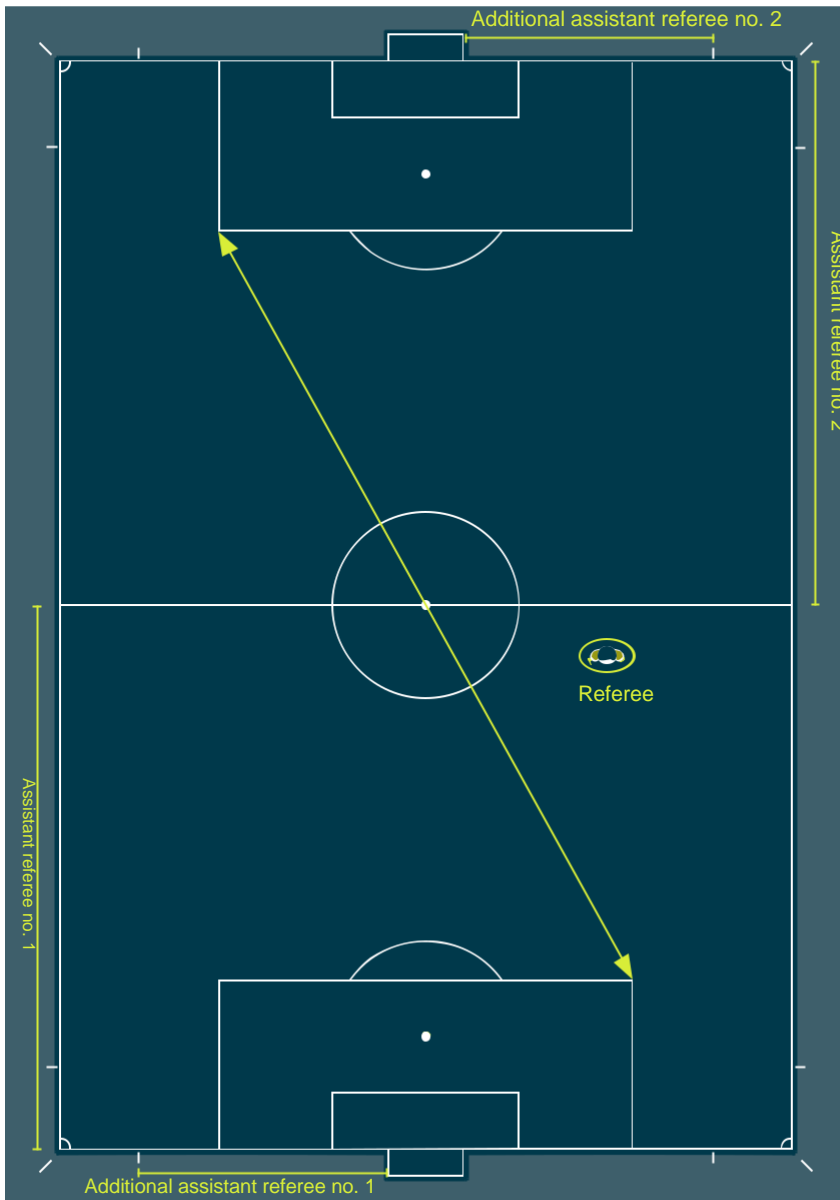 Additional assistant referee no. 2
Assistant referee no. 2
Referee
Assistant referee no. 1
Additional assistant referee no. 1